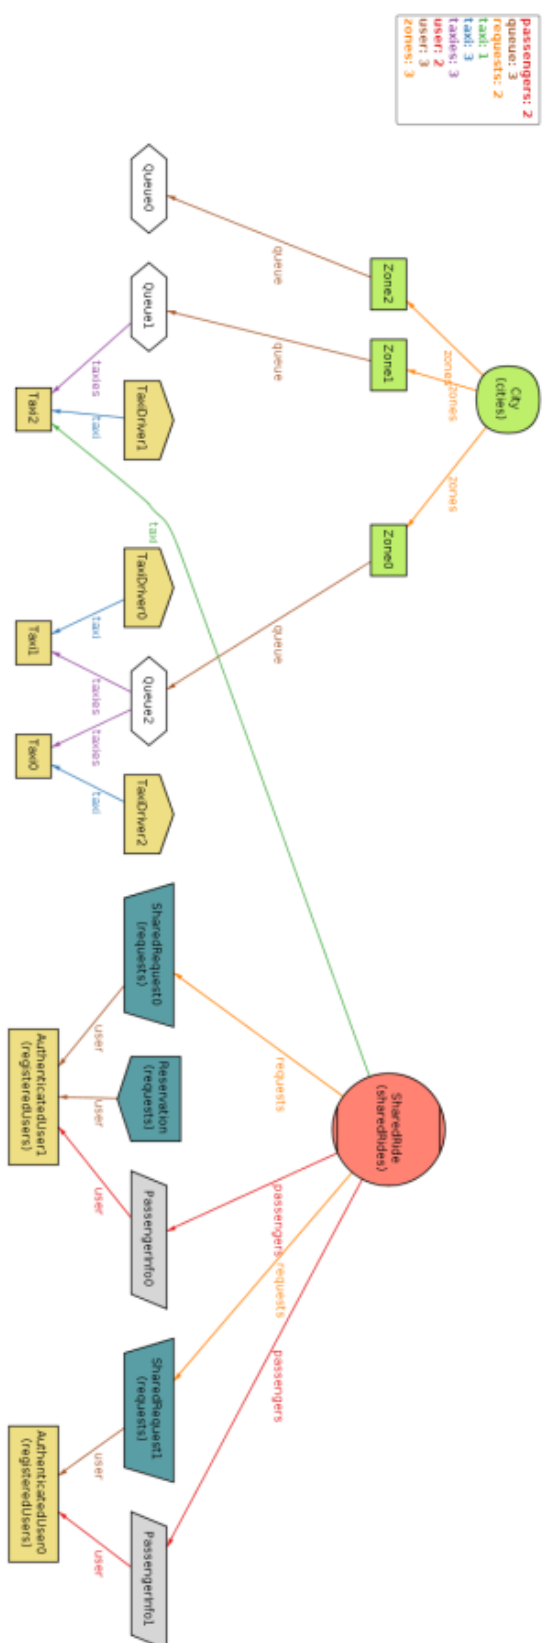 passengers: 2
queue: 3
requests: 2
taxi: 1
taxi: 3
taxies: 3
user: 2
user: 3
zones: 3
City
(cities)
zones
zones
zones
Zone2
Zone1
Zone0
SharedRide
(sharedRides)
queue
queue
queue
requests
passengers
requests
passengers
Queue0
Queue1
TaxiDriver1
taxi
TaxiDriver0
Queue2
TaxiDriver2
SharedRequest0
(requests)
Reservation
(requests)
PassengerInfo0
SharedRequest1
(requests)
PassengerInfo1
taxies
taxi
taxi
taxies
taxies
taxi
user
user
user
user
user
Taxi2
Taxi1
Taxi0
AuthenticatedUser1
(registeredUsers)
AuthenticatedUser0
(registeredUsers)